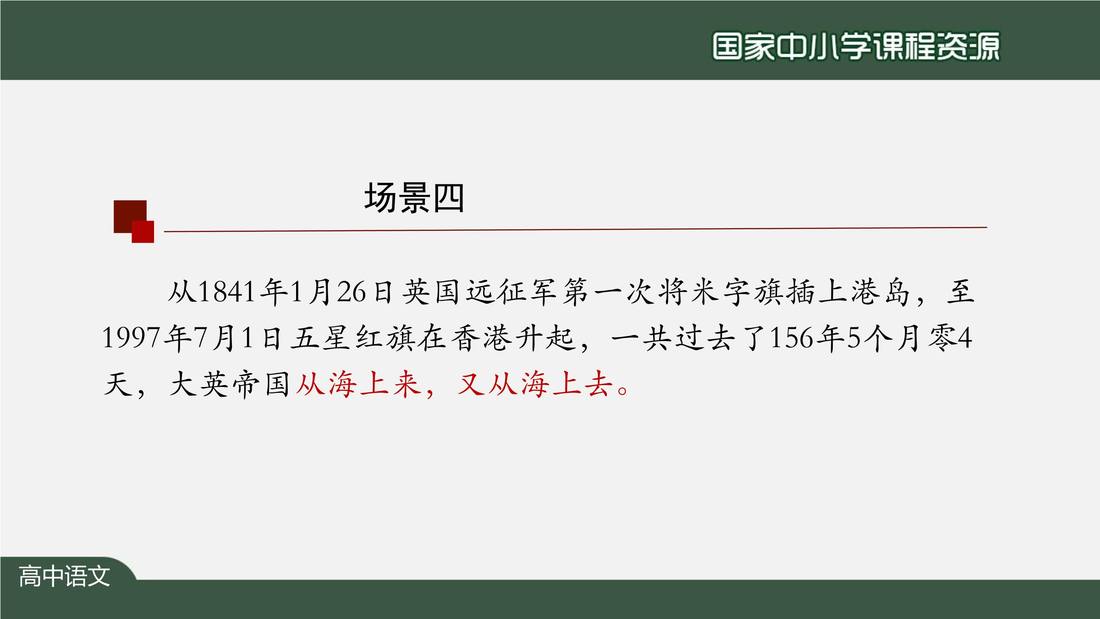 国家中小学课程资源
场景四
从1841年1月26日英国远征军第一次将米字旗插上港岛，至
1997年7月1日五星红旗在香港升起，一共过去了156年5个月零4
天，大英帝国从海上来，又从海上去。
高中语文